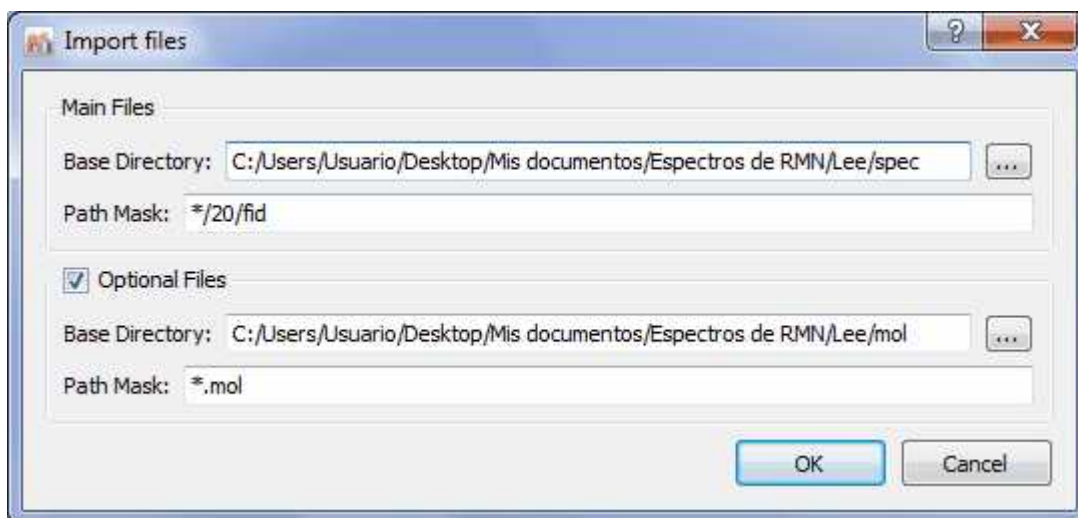 Import files
Main Files
Base Directory: C:/Users/Usuario/Desktop/Mis documentos/Espectros de RMN/Lee/spec ...
Path Mask: */20/fid
Optional Files
Base Directory: C:/Users/Usuario/Desktop/Mis documentos/Espectros de RMN/Lee/mol ...
Path Mask: *.mol
OK Cancel